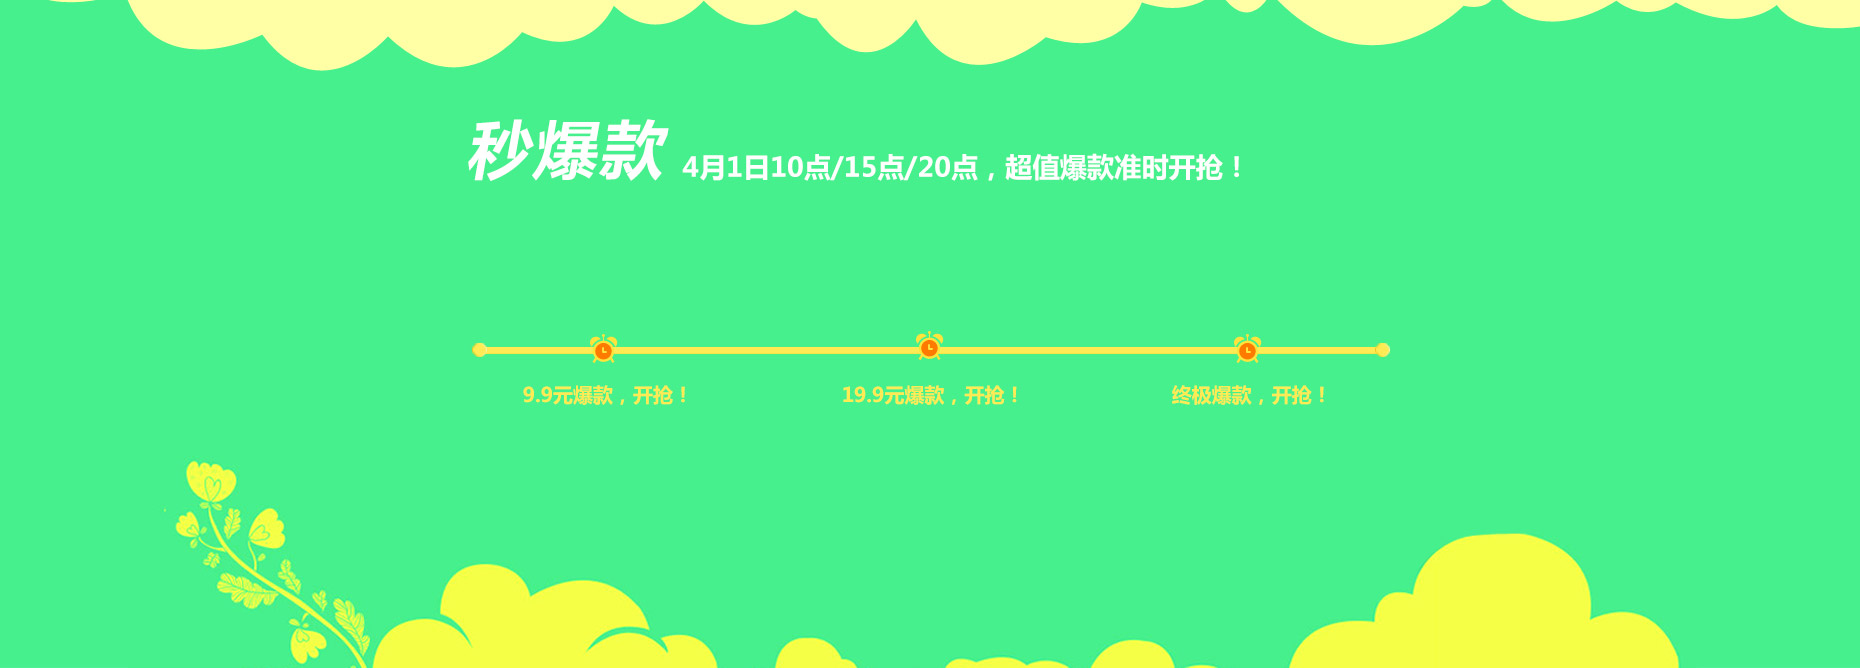 秒爆款 4月1日10点/15点/20点，超值爆款准时开抢！
9.9元爆款，开抢！ 19.9元爆款，开抢！ 终极爆款，开抢！